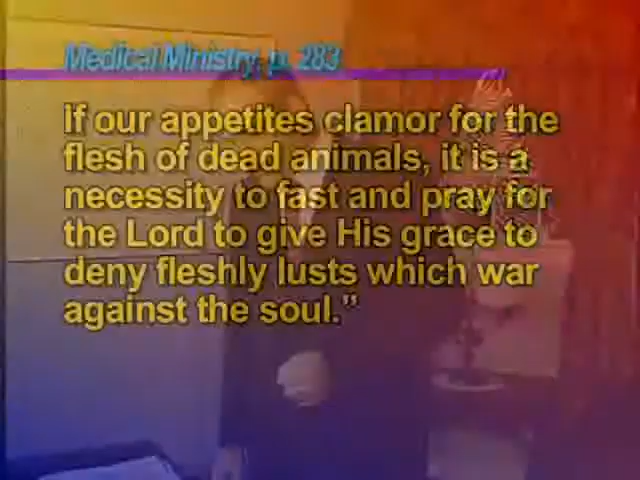 Medical Ministry, p. 283
If our appetites clamor for the
flesh of dead animals, it is a
necessity to fast and pray for
the Lord to give His grace to
deny fleshly lusts which war
against the soul.”